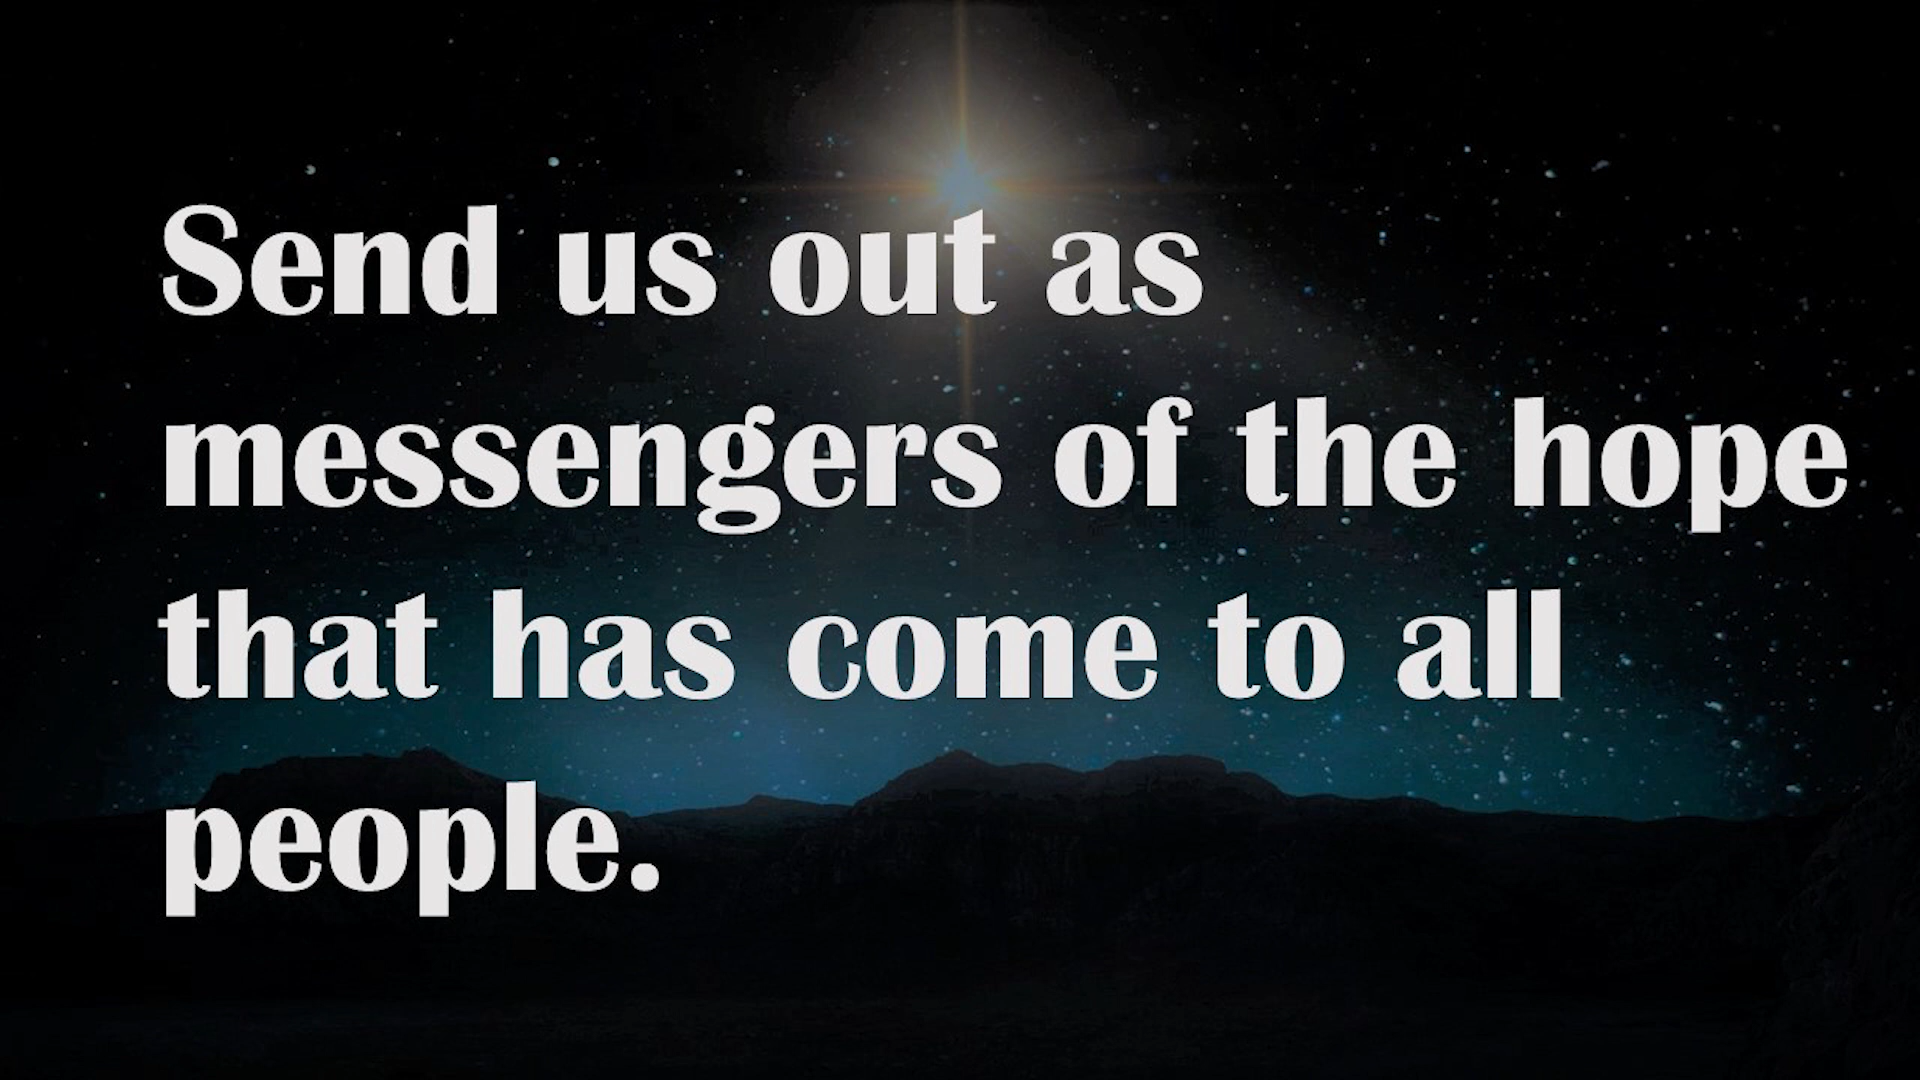 Send us out as
messengers of the hope
that has come to all
people.